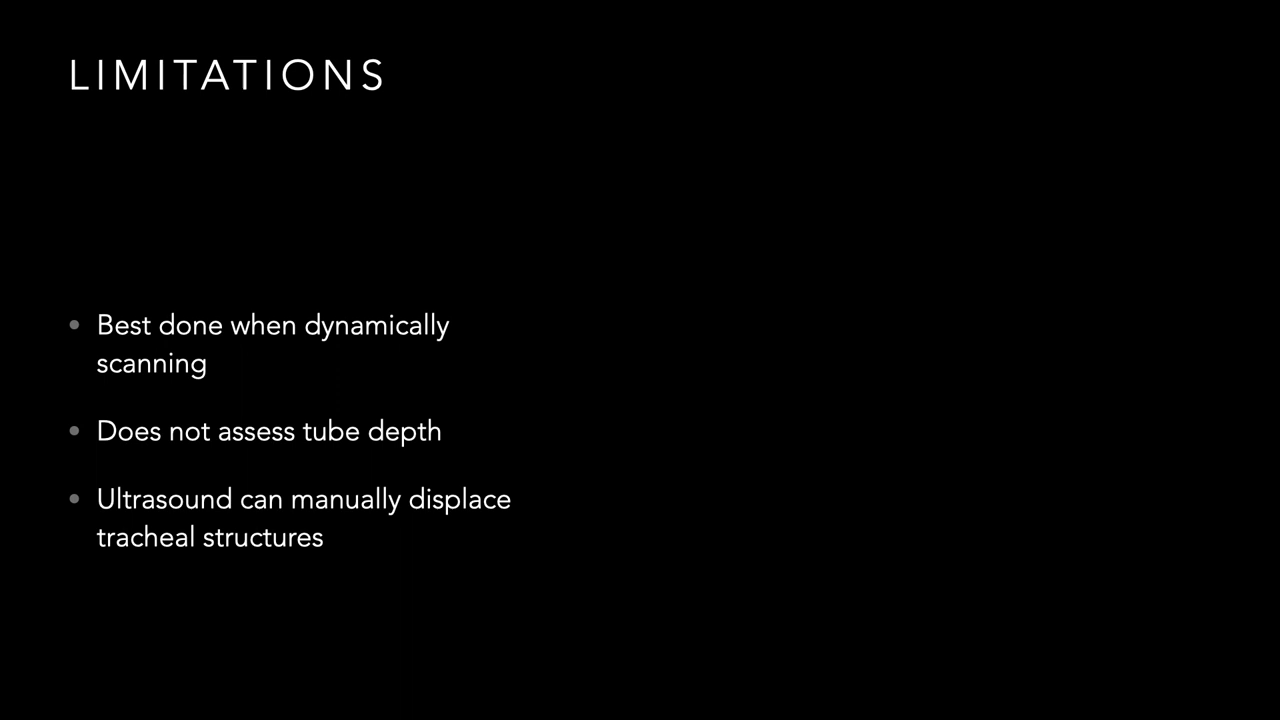 LIMITATIONS
• Best done when dynamically
scanning
• Does not assess tube depth
• Ultrasound can manually displace
tracheal structures